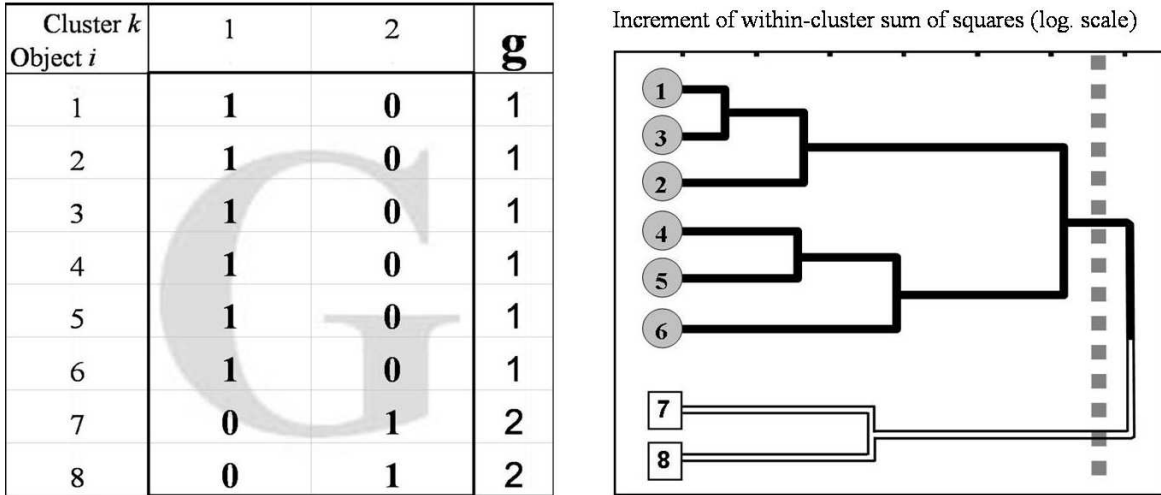 Cluster k 1 2 g
Object i
1 1 0 1
2 1 0 1
3 1 0 1
4 1 0 1
5 1 0 1
6 1 0 1
7 0 1 2
8 0 1 2
G
Increment of within-cluster sum of squares (log. scale)
1
3
2
4
5
6
7
8